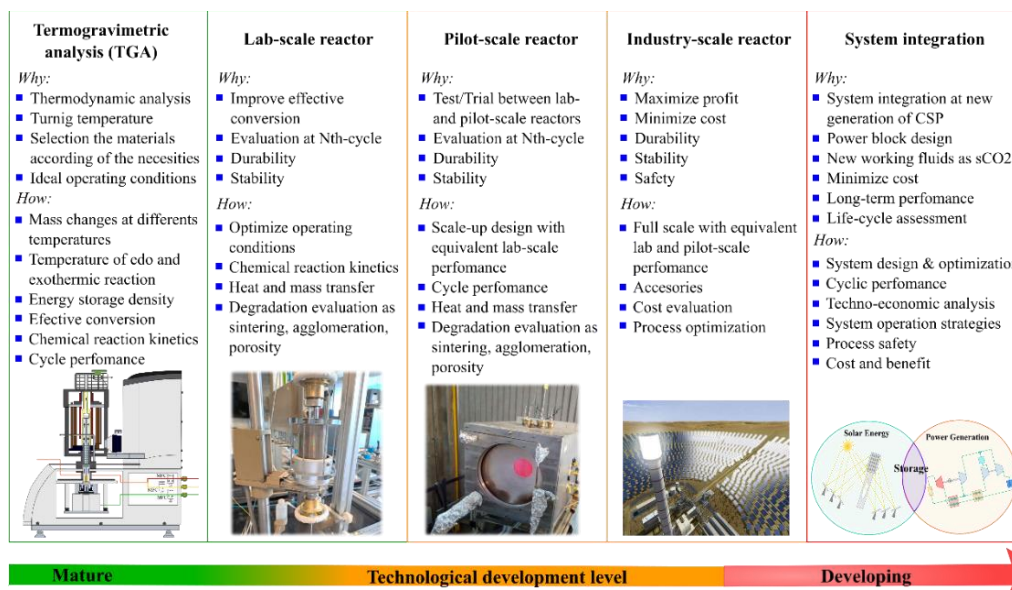 Termogravimetric
analysis (TGA)
Why:
Thermodynamic analysis
Turnig temperature
Selection the materials
according of the necesities
Ideal operating conditions
How:
Mass changes at differents
temperatures
Temperature of edo and
exothermic reaction
Energy storage density
Efective conversion
Chemical reaction kinetics
Cycle perfomance
Lab-scale reactor
Why:
Improve effective
conversion
Evaluation at Nth-cycle
Durability
Stability
How:
Optimize operating
conditions
Chemical reaction kinetics
Heat and mass transfer
Degradation evaluation as
sintering, agglomeration,
porosity
Pilot-scale reactor
Why:
Test/Trial between lab-
and pilot-scale reactors
Evaluation at Nth-cycle
Durability
Stability
How:
Scale-up design with
equivalent lab-scale
perfomance
Cycle perfomance
Heat and mass transfer
Degradation evaluation as
sintering, agglomeration,
porosity
Industry-scale reactor
Why:
Maximize profit
Minimize cost
Durability
Stability
Safety
How:
Full scale with equivalent
lab and pilot-scale
perfomance
Accesories
Cost evaluation
Process optimization
System integration
Why:
System integration at new
generation of CSP
Power block design
New working fluids as sCO2
Minimize cost
Long-term perfomance
Life-cycle assessment
How:
System design & optimization
Cyclic perfomance
Techno-economic analysis
System operation strategies
Process safety
Cost and benefit
Solar Energy
Power Generation
Storage
Mature
Technological development level
Developing